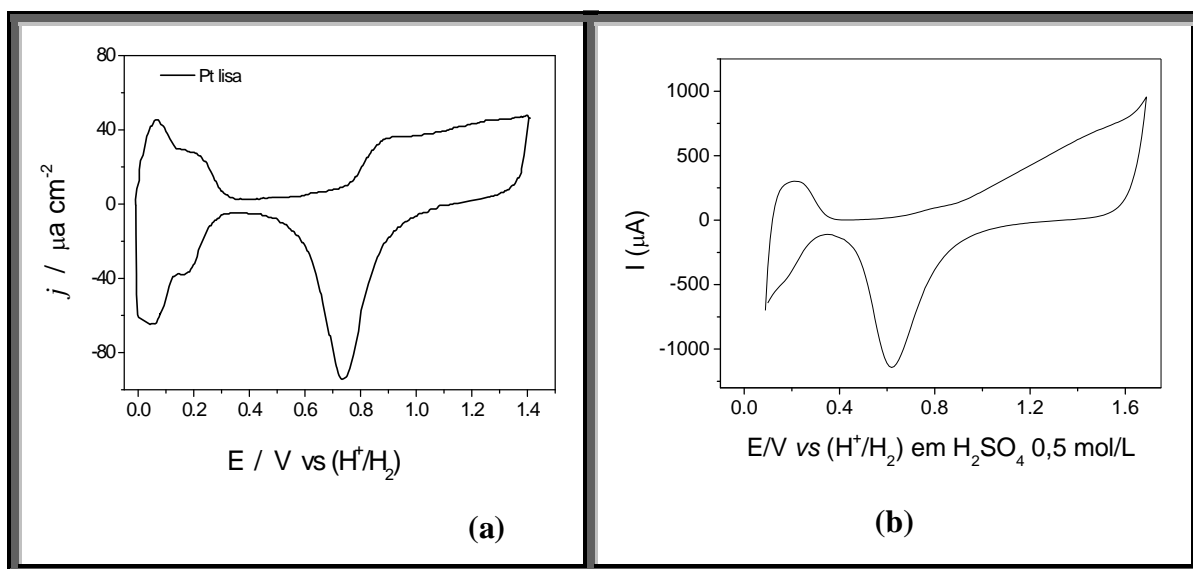 80
40
0
-40
-80
Pt lisa
j / μa cm-2
0.0 0.2 0.4 0.6 0.8 1.0 1.2 1.4
E / V vs (H+/H2)
(a)
1000
500
0
-500
-1000
I (μA)
0.0 0.4 0.8 1.2 1.6
E/V vs (H+/H2) em H2SO4 0,5 mol/L
(b)